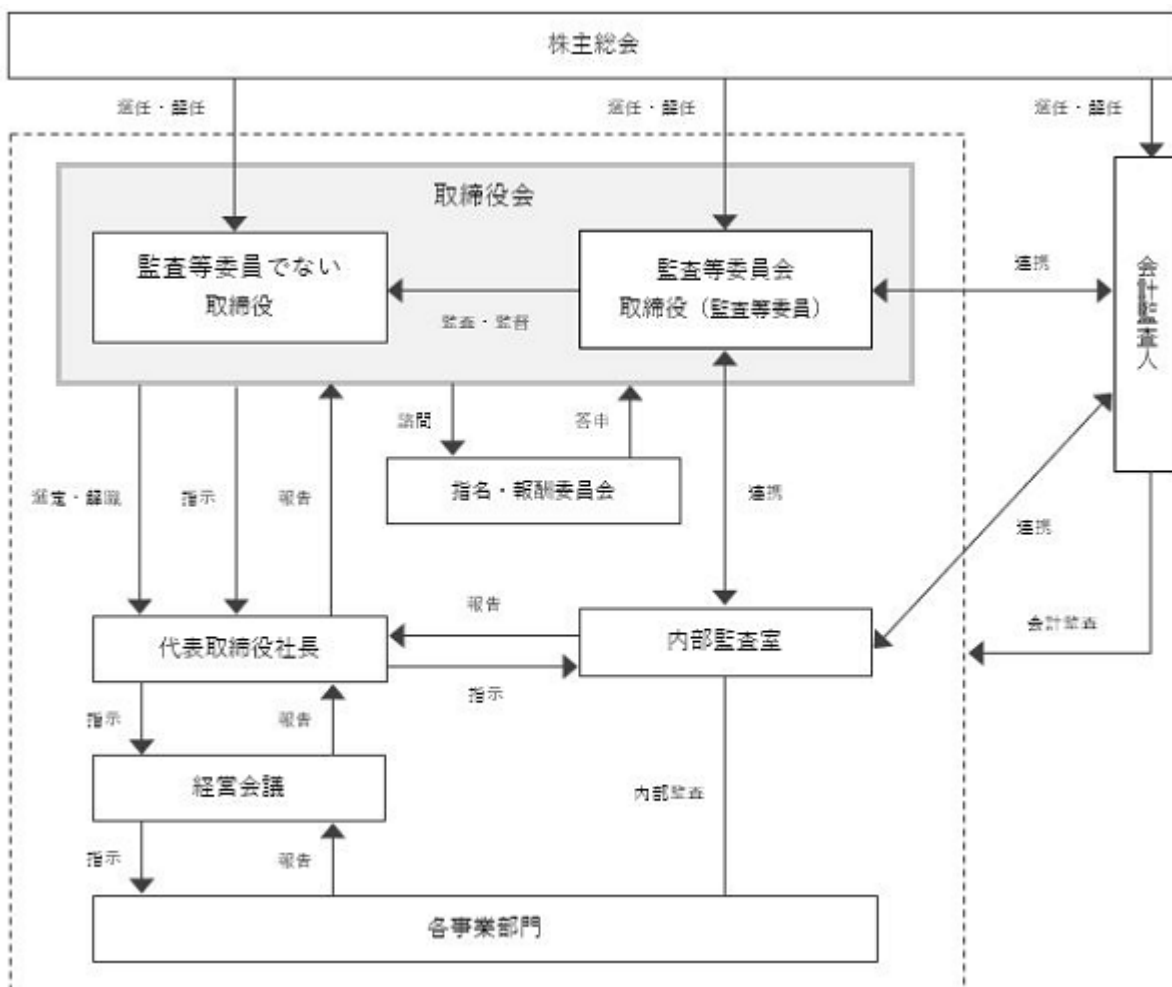 株主総会
選任・解任
選任・解任
選任・解任
取締役会
監査等委員でない
取締役
監査等委員会
取締役（監査等委員）
監査・監督
連携
会計監査人
諮問
答申
指名・報酬委員会
選定・解職
指示
報告
連携
連携
報告
代表取締役社長
内部監査室
会計監査
指示
指示
報告
経営会議
内部監査
指示
報告
各事業部門